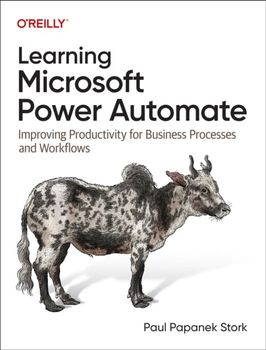 O'REILLY®
Learning
Microsoft
Power Automate
Improving Productivity for Business Processes
and Workflows
Paul Papanek Stork